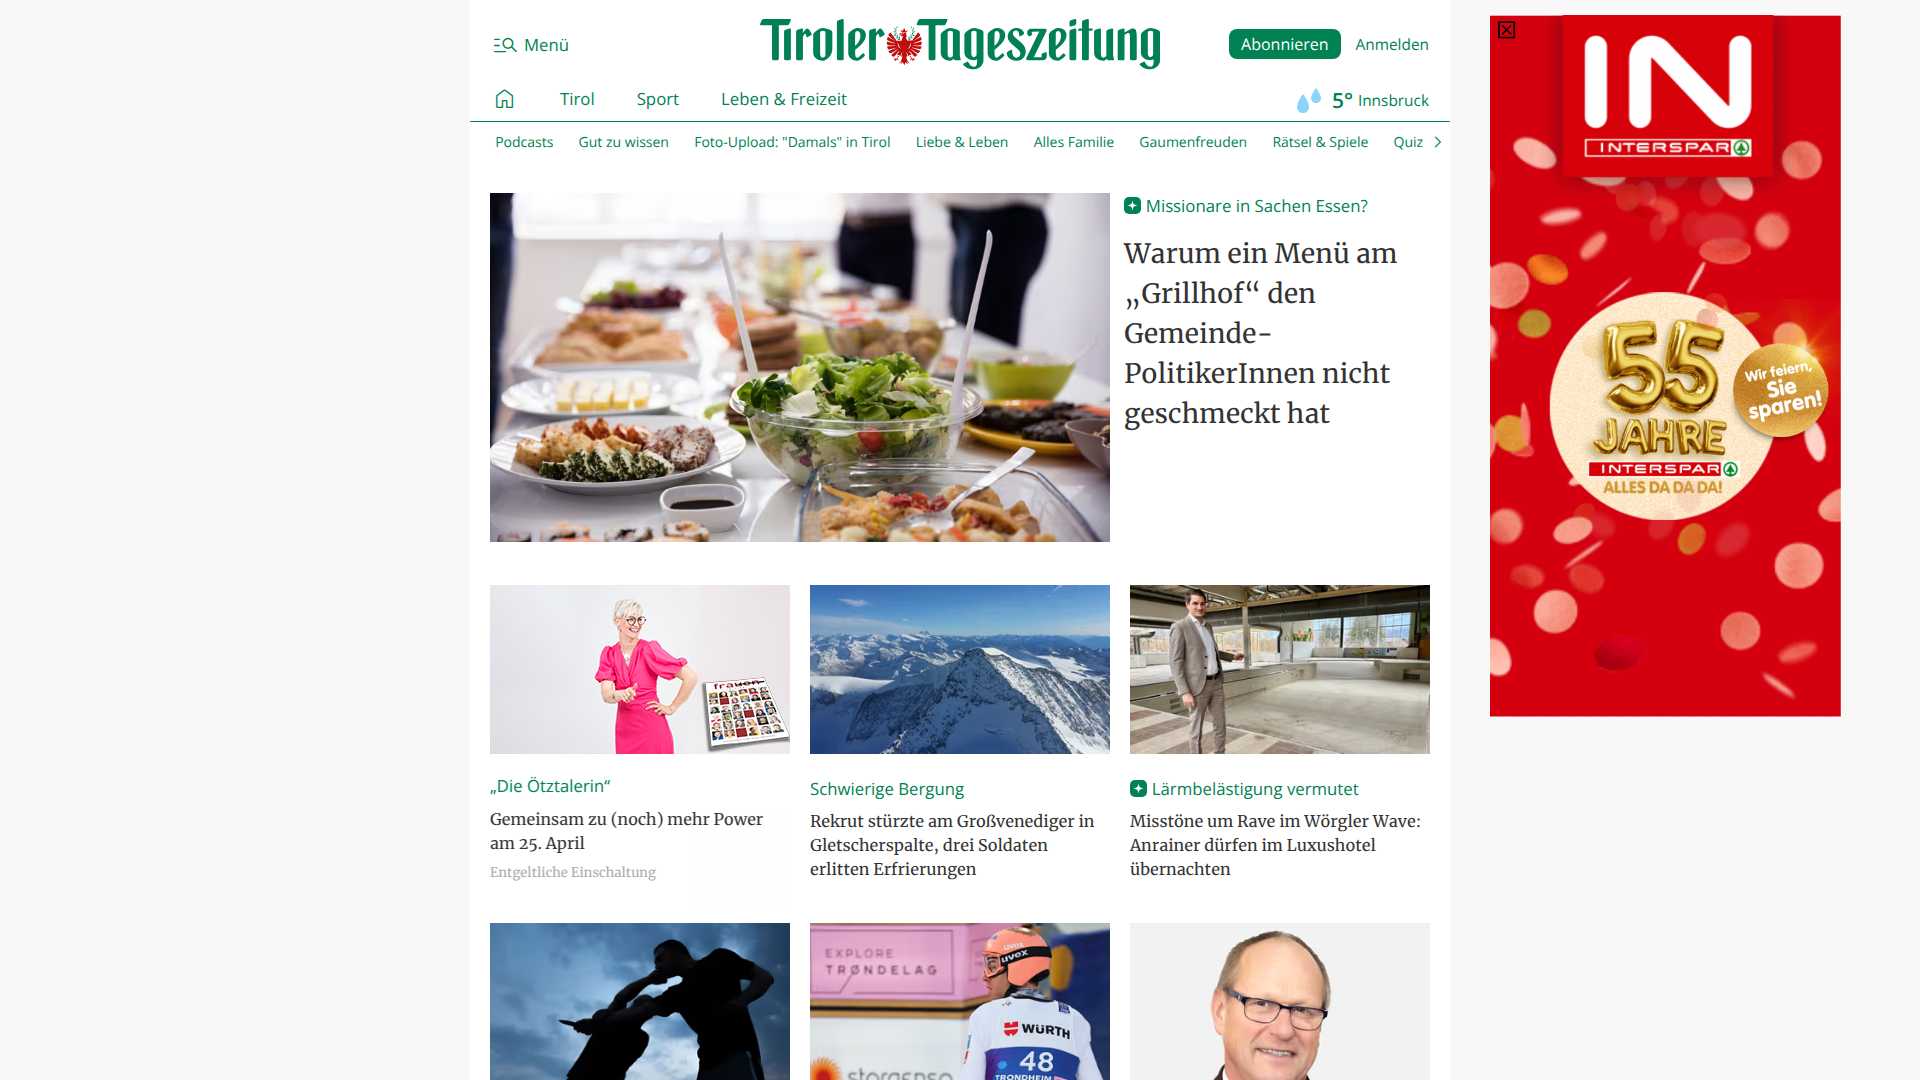 Menü
Tiroler Tageszeitung
Abonnieren
Anmelden
Tirol
Sport
Leben & Freizeit
5° Innsbruck
Podcasts
Gut zu wissen
Foto-Upload: "Damals" in Tirol
Liebe & Leben
Alles Familie
Gaumenfreuden
Rätsel & Spiele
Quiz
Missionare in Sachen Essen?
Warum ein Menü am
„Grillhof“ den
Gemeinde-
PolitikerInnen nicht
geschmeckt hat
frauen
„Die Ötztalerin“
Gemeinsam zu (noch) mehr Power
am 25. April
Entgeltliche Einschaltung
Schwierige Bergung
Rekrut stürzte am Großvenediger in
Gletscherspalte, drei Soldaten
erlitten Erfrierungen
Lärmbelästigung vermutet
Misstöne um Rave im Wörgler Wave:
Anrainer dürfen im Luxushotel
übernachten
EXPLORE
TRØNDELAG
uvex
WÜRTH
48
TRONDHEIM
storaenso
IN
INTERSPAR
55
JAHRE
INTERSPAR
ALLES DA DA DA!
Wir feiern,
Sie
sparen!